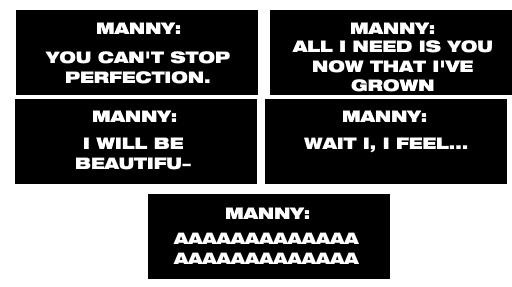 MANNY:
YOU CAN'T STOP
PERFECTION.
MANNY:
ALL I NEED IS YOU
NOW THAT I'VE
GROWN
MANNY:
I WILL BE
BEAUTIFU-
MANNY:
WAIT I, I FEEL...
MANNY:
AAAAAAAAAAAAA
AAAAAAAAAAAAA